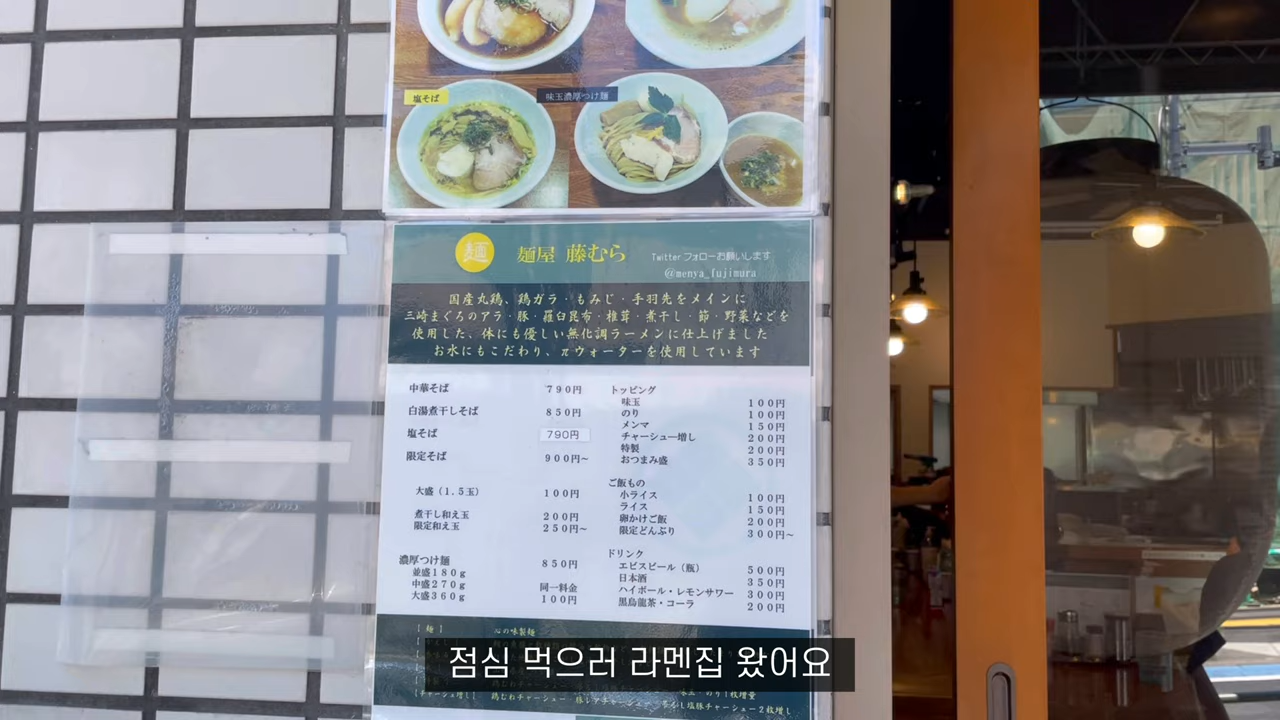 塩そば
味玉濃厚つけ麺
麺
麺屋 藤むら
Twitter フォローお願いします
@menya_fujimura
国産丸鶏、鶏ガラ・もみじ・手羽先をメインに
三崎まぐろのアラ・豚・羅臼昆布・椎茸・煮干し・節・野菜などを
使用した、体にも優しい無化調ラーメンに仕上げました
お水にもこだわり、πウォーターを使用しています
中華そば 790円
白湯煮干しそば 850円
塩そば 790円
限定そば 900円~
大盛(1.5玉) 100円
煮干し和え玉 200円
限定和え玉 250円~
濃厚つけ麺 850円
並盛180g
中盛270g 同一料金
大盛360g 100円
トッピング
味玉 100円
のり 100円
メンマ 150円
チャーシュー増し 200円
特製 200円
おつまみ盛 350円
ご飯もの
小ライス 100円
ライス 150円
卵かけご飯 200円
限定どんぶり 300円~
ドリンク
エビスビール(瓶) 500円
日本酒 350円
ハイボール・レモンサワー 300円
黒烏龍茶・コーラ 200円
[麺] 心の味製麺
점심 먹으러 라멘집 왔어요